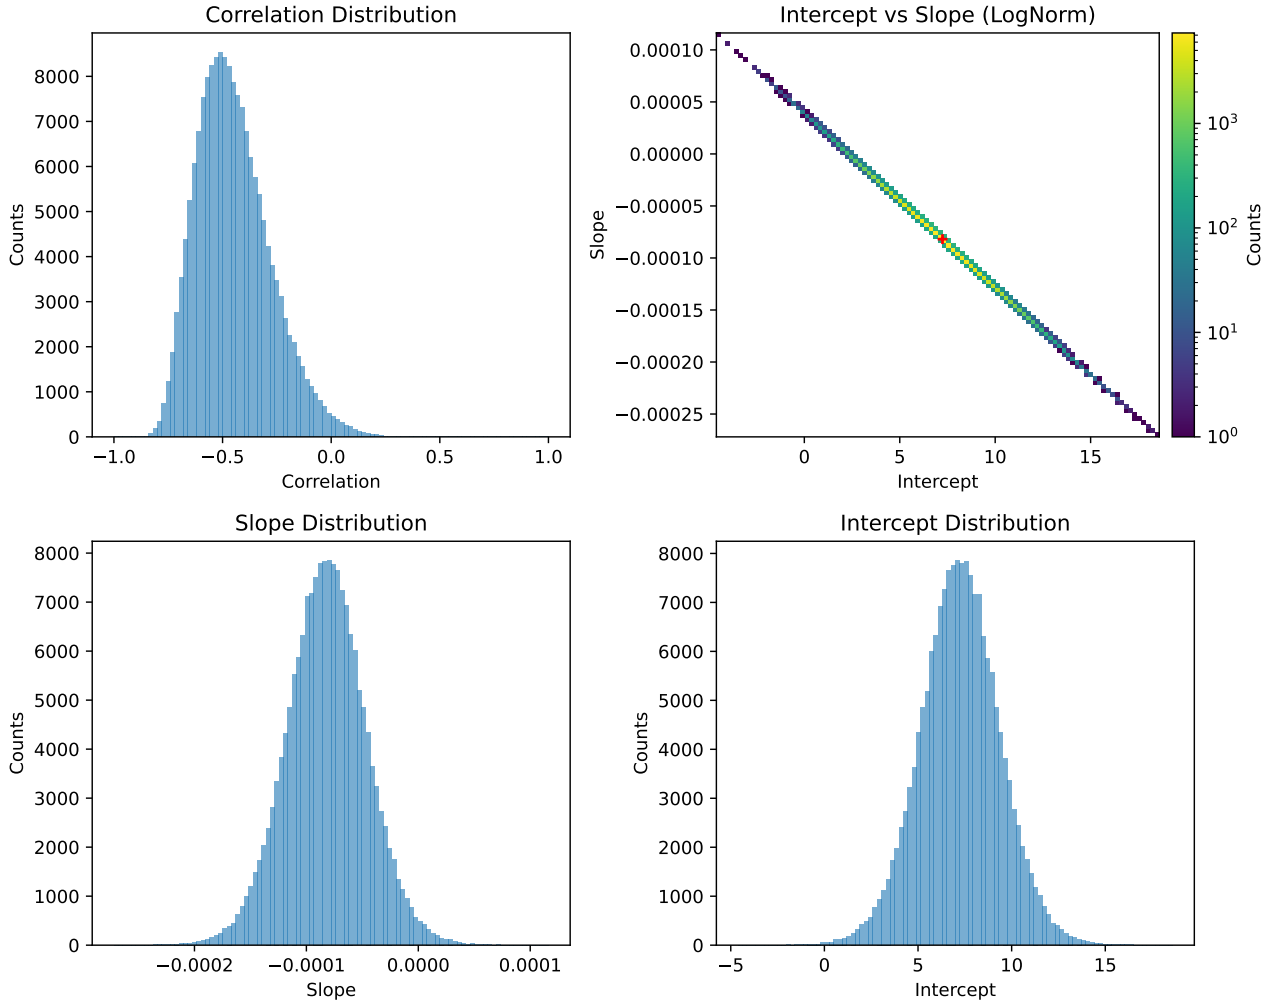 Correlation Distribution
Counts
8000
7000
6000
5000
4000
3000
2000
1000
0
−1.0 −0.5 0.0 0.5 1.0
Correlation
Intercept vs Slope (LogNorm)
Slope
0.00010
0.00005
0.00000
−0.00005
−0.00010
−0.00015
−0.00020
−0.00025
0 5 10 15
Intercept
10³
10²
10¹
10⁰
Counts
Slope Distribution
Counts
8000
7000
6000
5000
4000
3000
2000
1000
0
−0.0002 −0.0001 0.0000 0.0001
Slope
Intercept Distribution
Counts
8000
7000
6000
5000
4000
3000
2000
1000
0
−5 0 5 10 15
Intercept